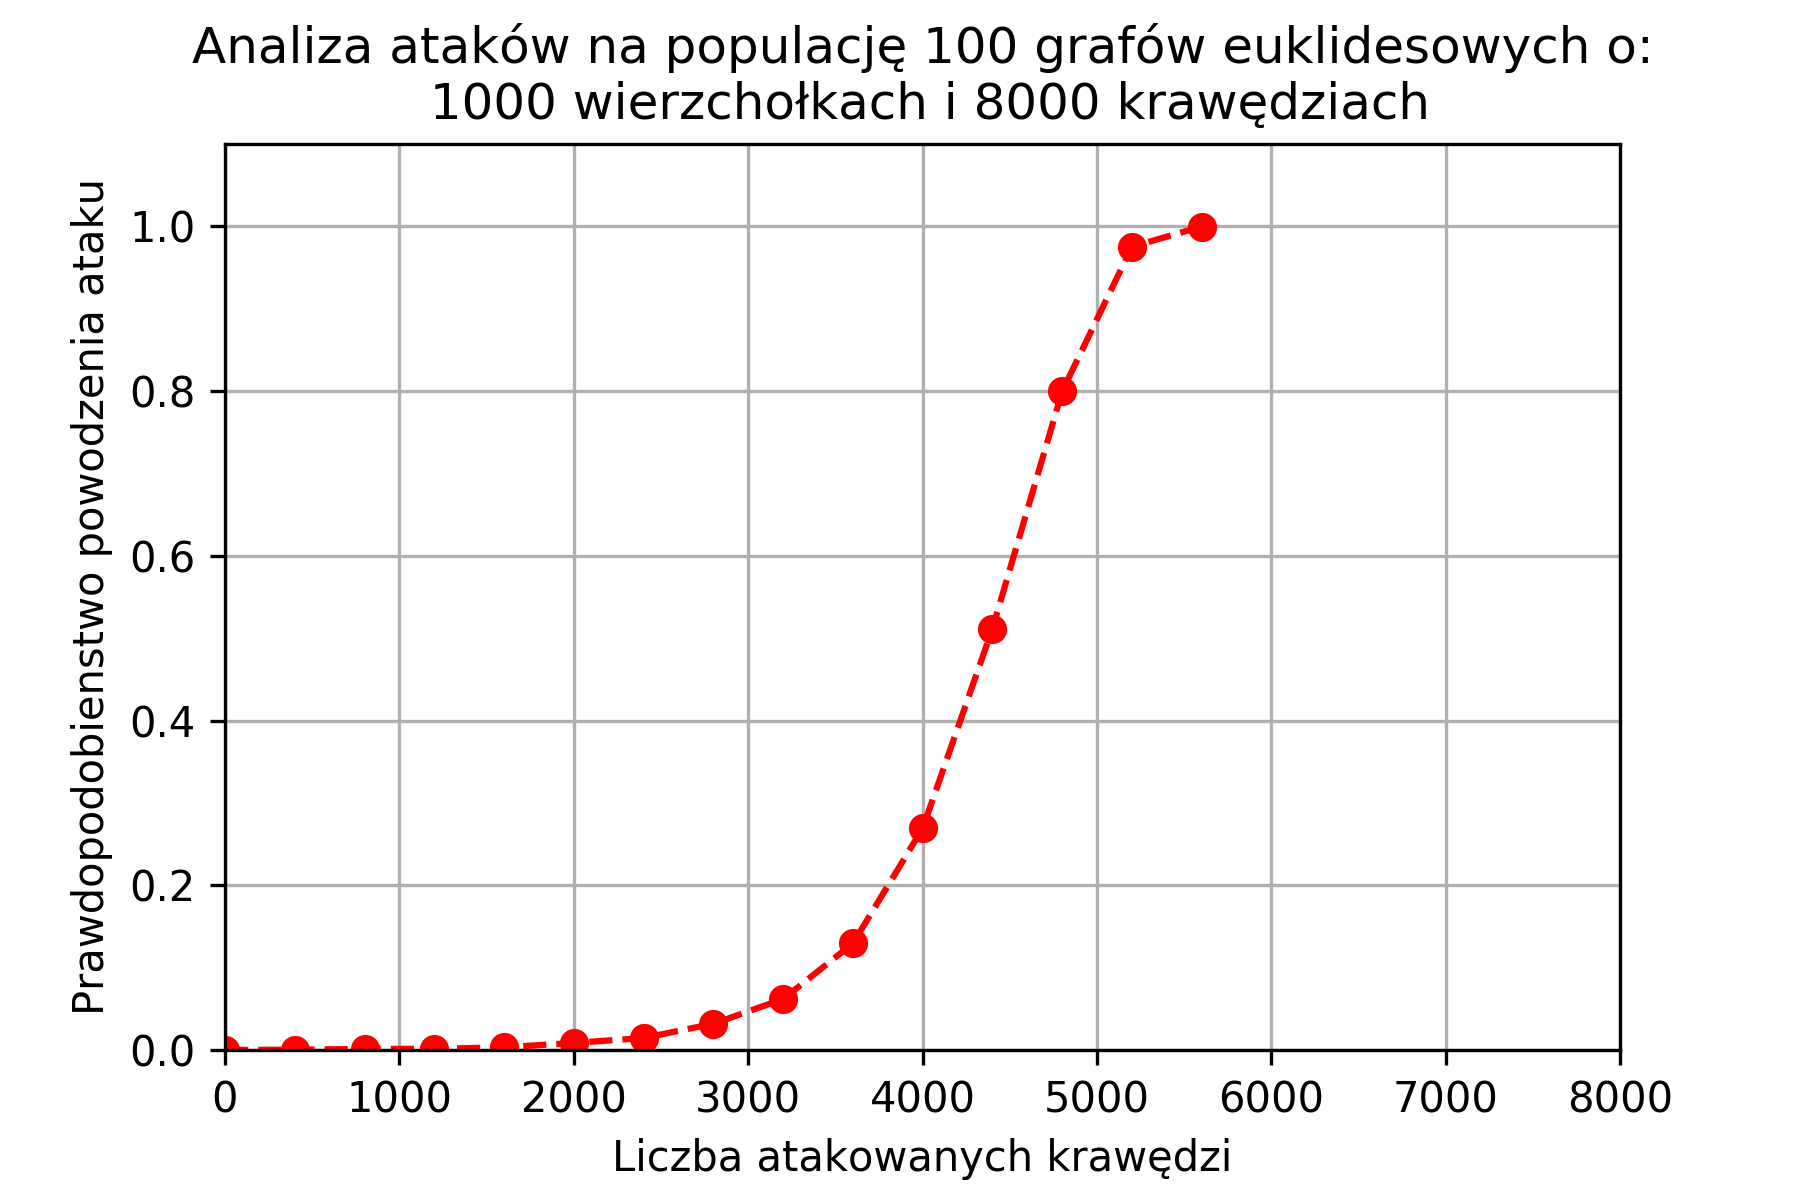 Analiza ataków na populację 100 grafów euklidesowych o:
1000 wierzchołkach i 8000 krawędziach
Prawdopodobienstwo powodzenia ataku
1.0
0.8
0.6
0.4
0.2
0.0
0 1000 2000 3000 4000 5000 6000 7000 8000
Liczba atakowanych krawędzi